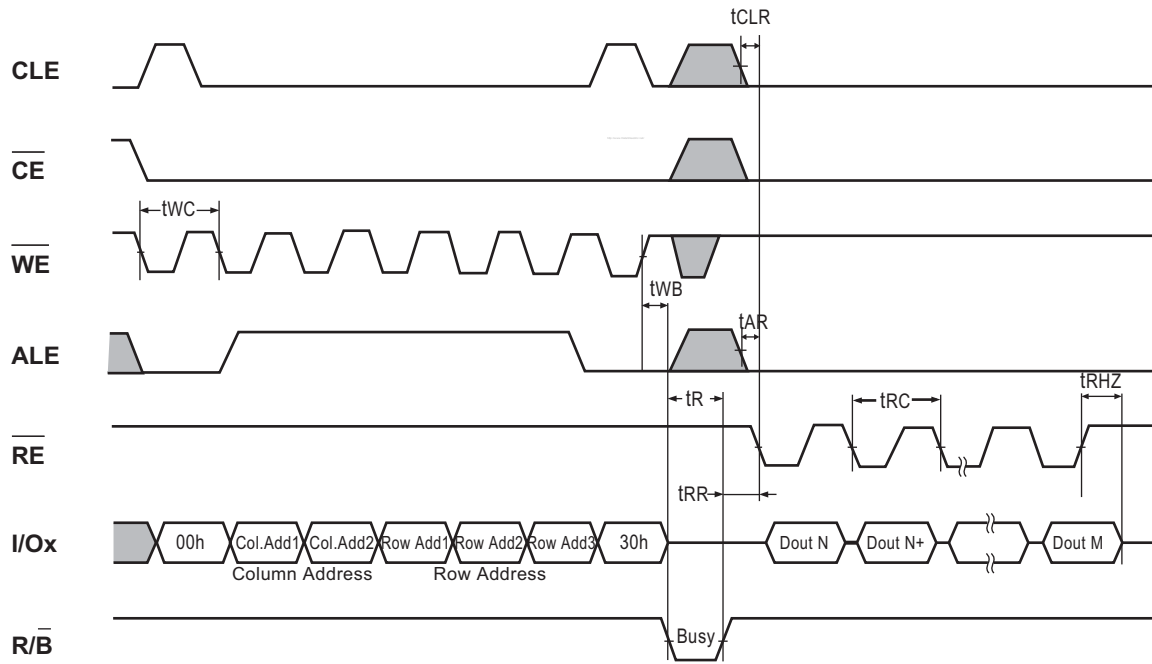 tCLR
CLE
CE
tWC
WE
tWB
tAR
ALE
tR
tRC
tRHZ
RE
tRR
I/Ox
00h
Col.Add1
Col.Add2
Row Add1
Row Add2
Row Add3
30h
Dout N
Dout N+
Dout M
Column Address
Row Address
R/B
Busy